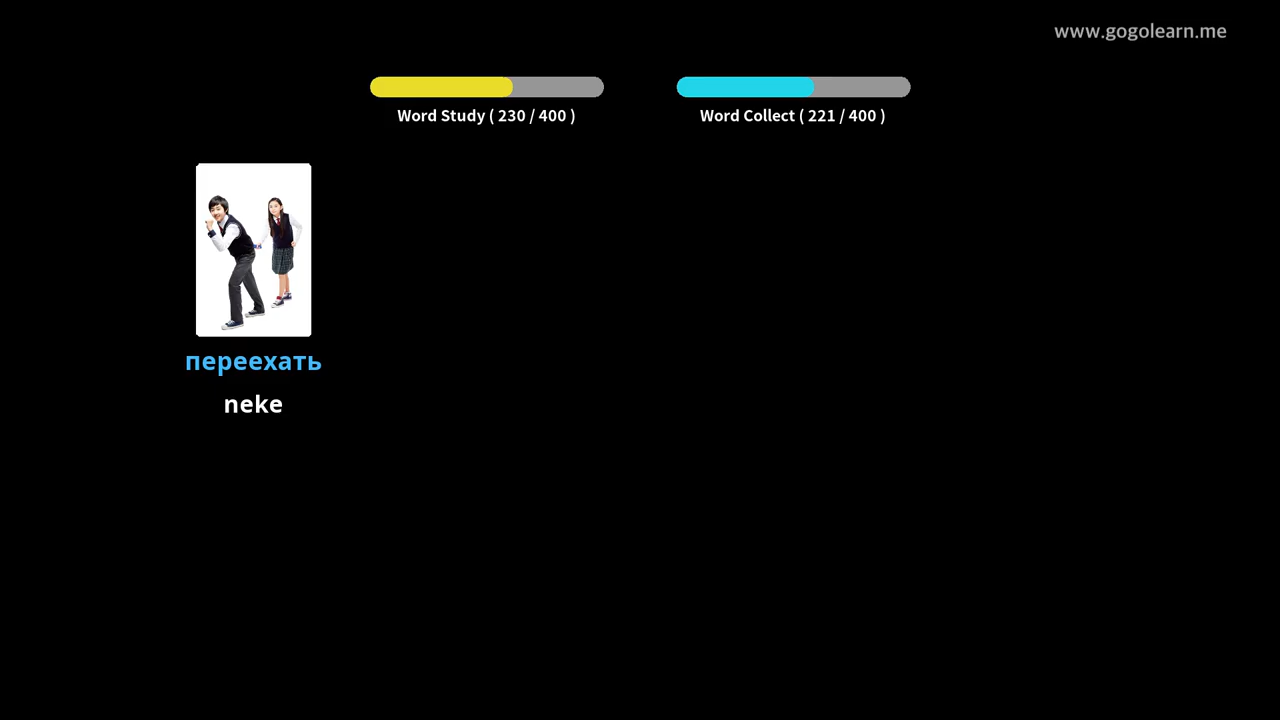 www.gogolearn.me
Word Study ( 230 / 400 )
Word Collect ( 221 / 400 )
переехать
neke